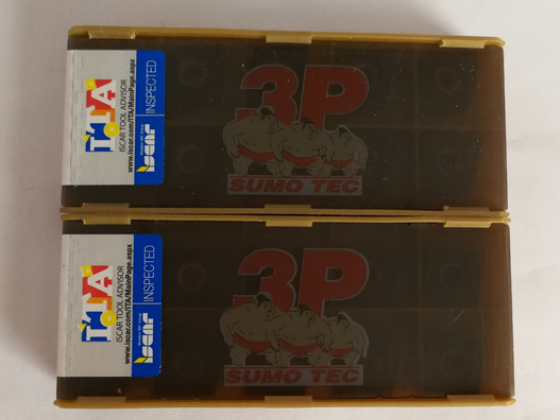 ITA
ISCAR TOOL ADVISOR
www.iscar.com/ITA/MainPage.aspx
iscar
INSPECTED
3P
SUMO TEC
ITA
ISCAR TOOL ADVISOR
www.iscar.com/ITA/MainPage.aspx
iscar
INSPECTED
3P
SUMO TEC